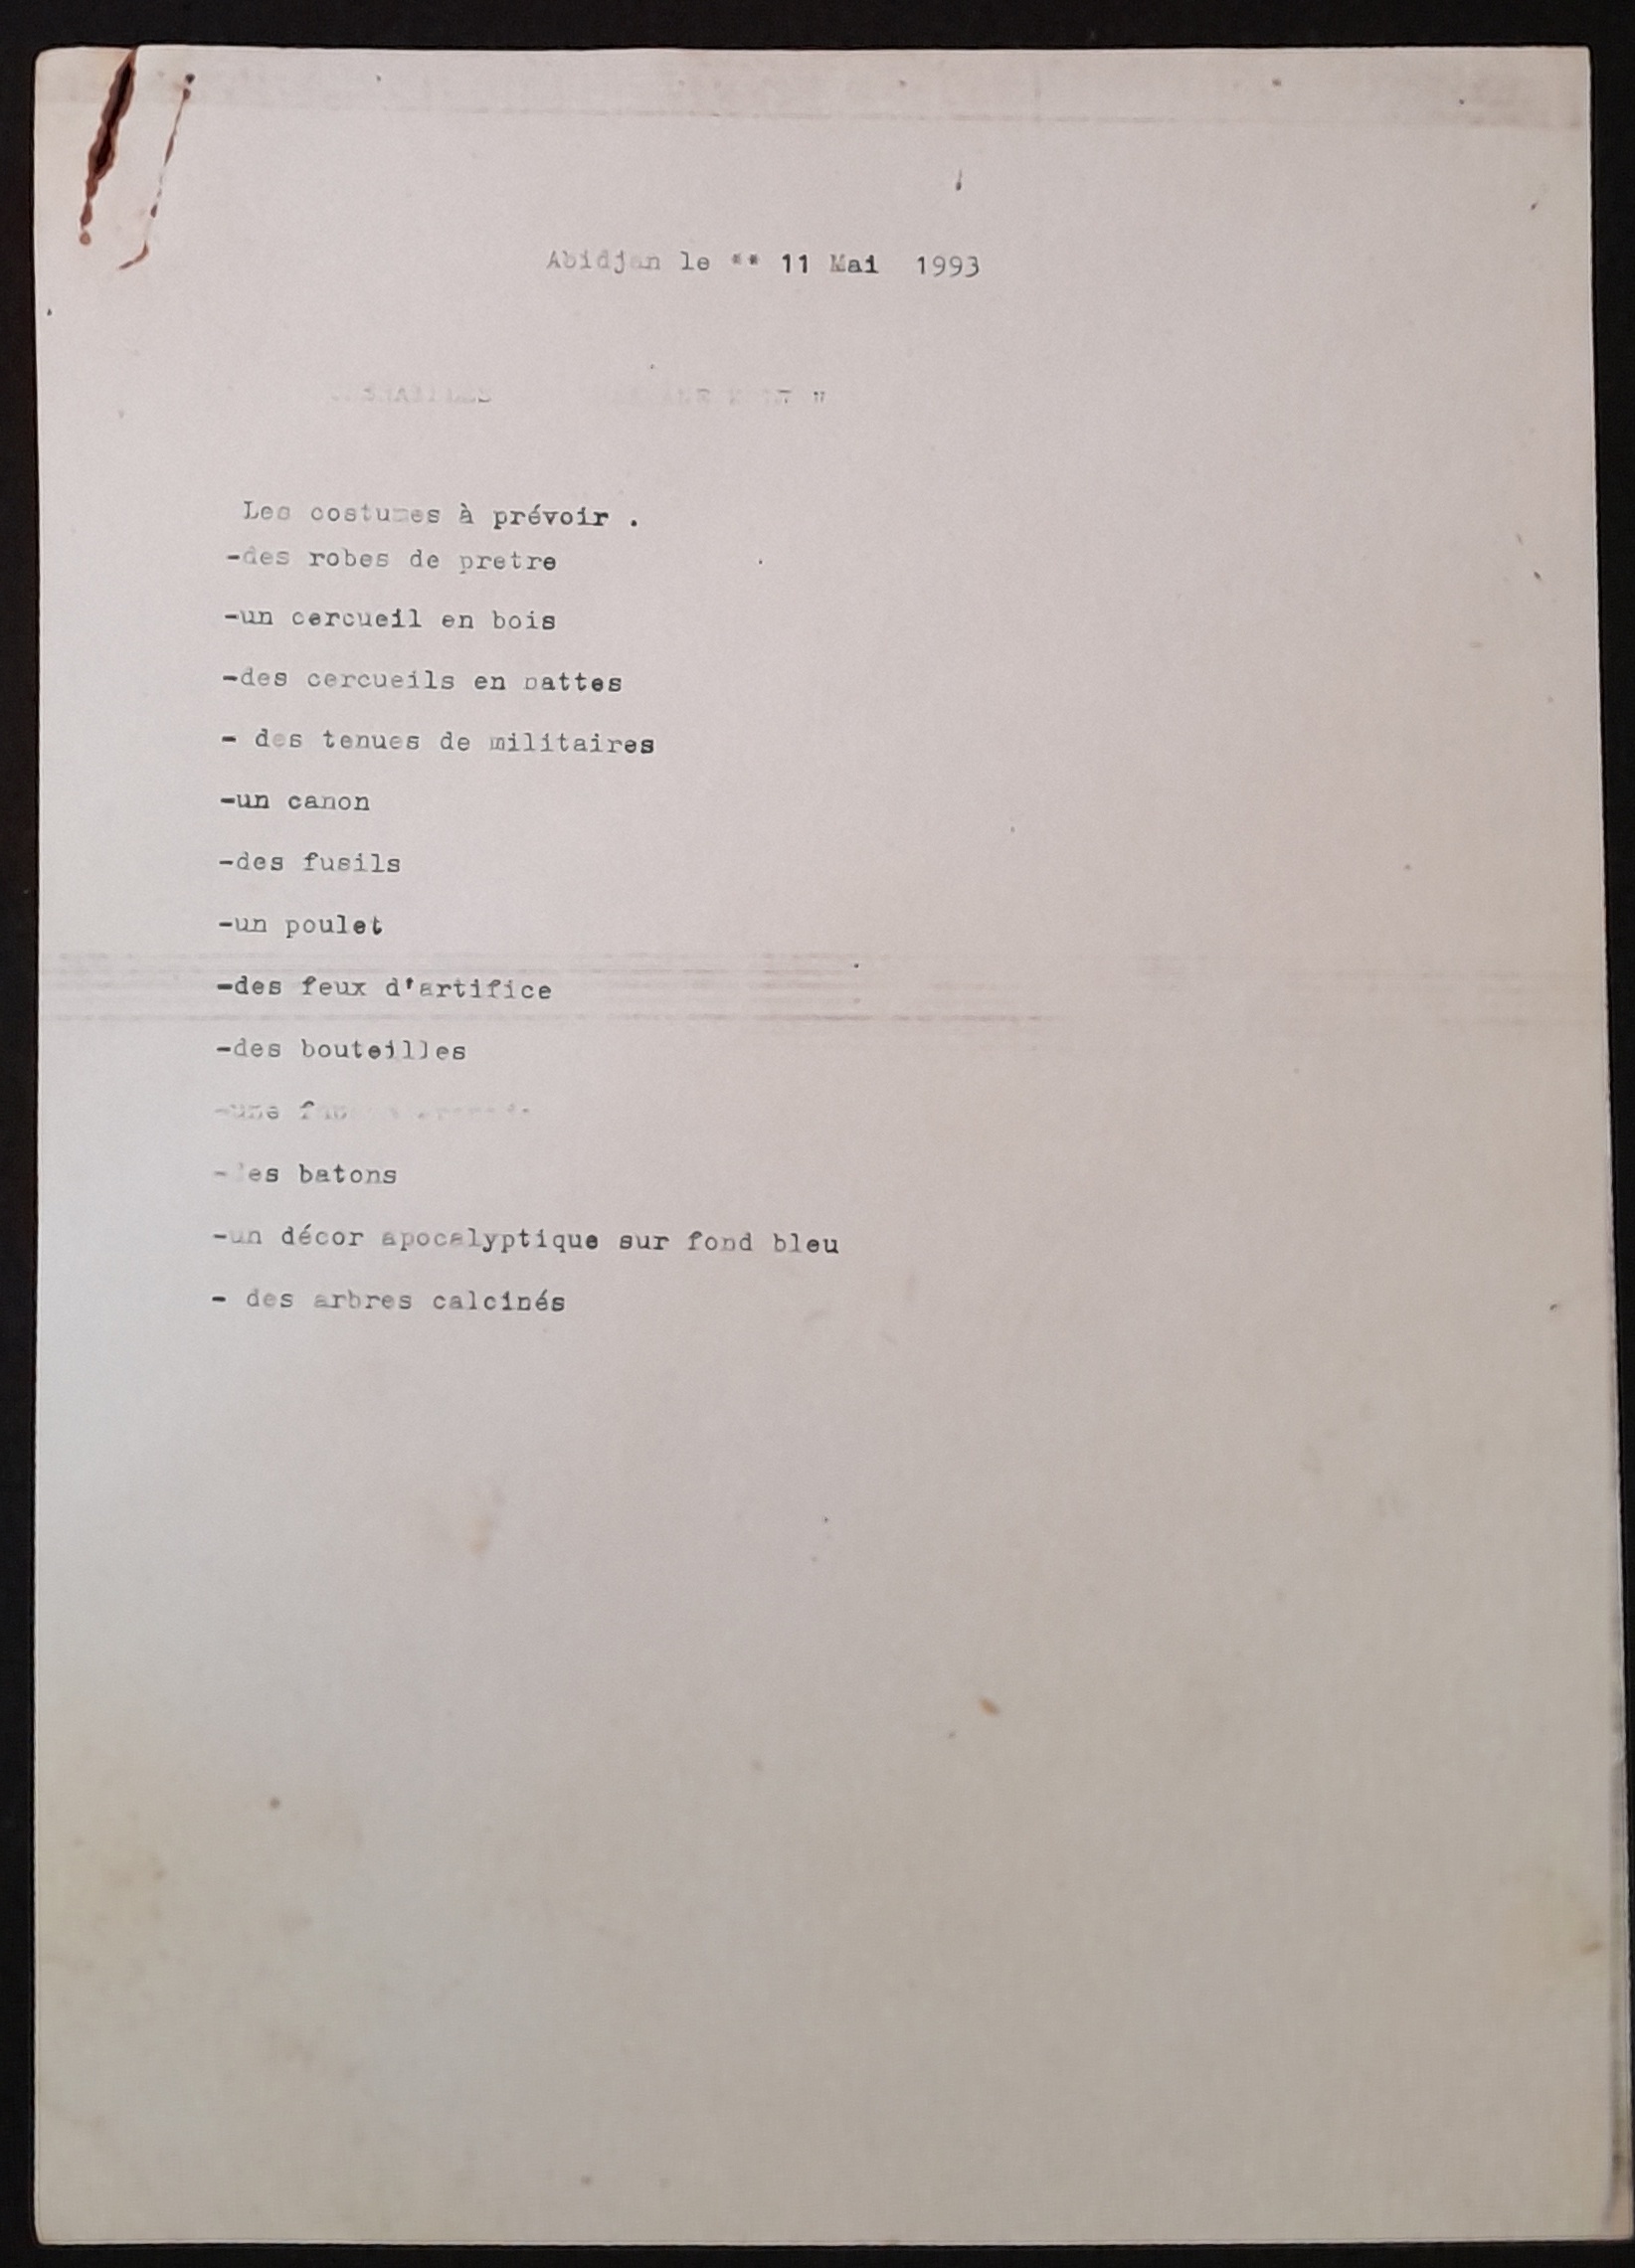 Abidjan le ** 11 Mai 1993
Les costumes à prévoir .
-des robes de pretre
-un cercueil en bois
-des cercueils en nattes
- des tenues de militaires
-un canon
-des fusils
-un poulet
-des feux d'artifice
-des bouteilles
-une
-des batons
-un décor apocalyptique sur fond bleu
- des arbres calcinés